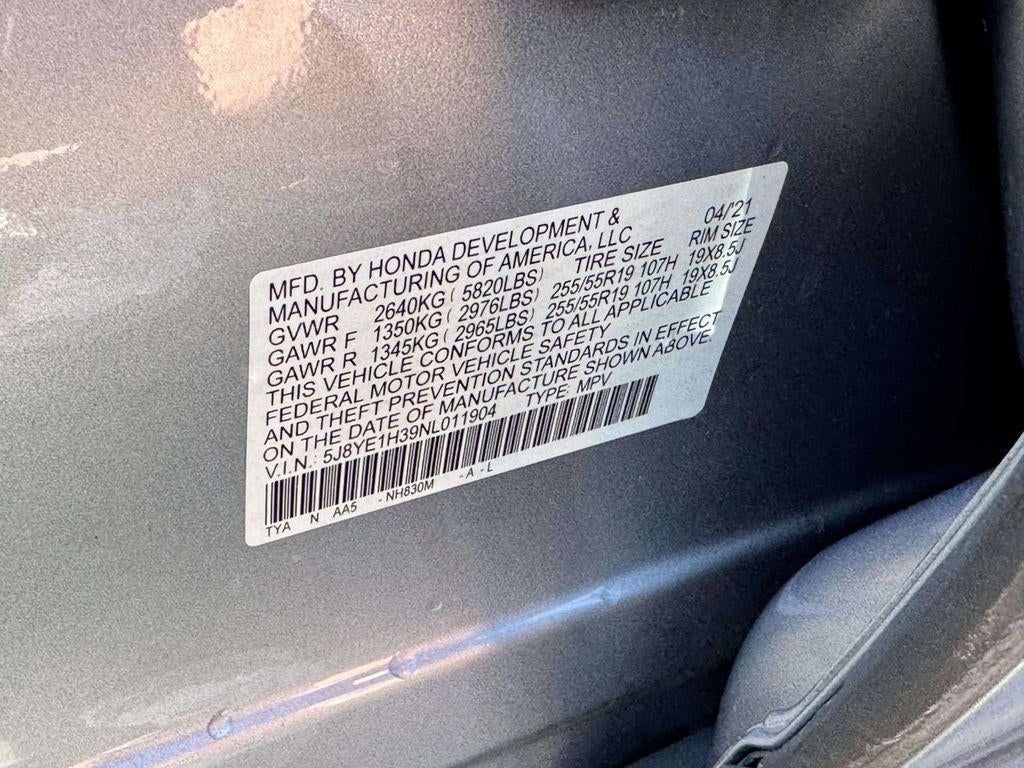 MFD. BY HONDA DEVELOPMENT & 04/'21
MANUFACTURING OF AMERICA, LLC
GVWR 2640KG ( 5820LBS) TIRE SIZE RIM SIZE
GAWR F 1350KG ( 2976LBS) 255/55R19 107H 19X8.5J
GAWR R 1345KG ( 2965LBS) 255/55R19 107H 19X8.5J
THIS VEHICLE CONFORMS TO ALL APPLICABLE
FEDERAL MOTOR VEHICLE SAFETY
AND THEFT PREVENTION STANDARDS IN EFFECT
ON THE DATE OF MANUFACTURE SHOWN ABOVE.
V.I.N.: 5J8YE1H39NL011904 TYPE: MPV
TYA N AA5 - NH830M - A - L